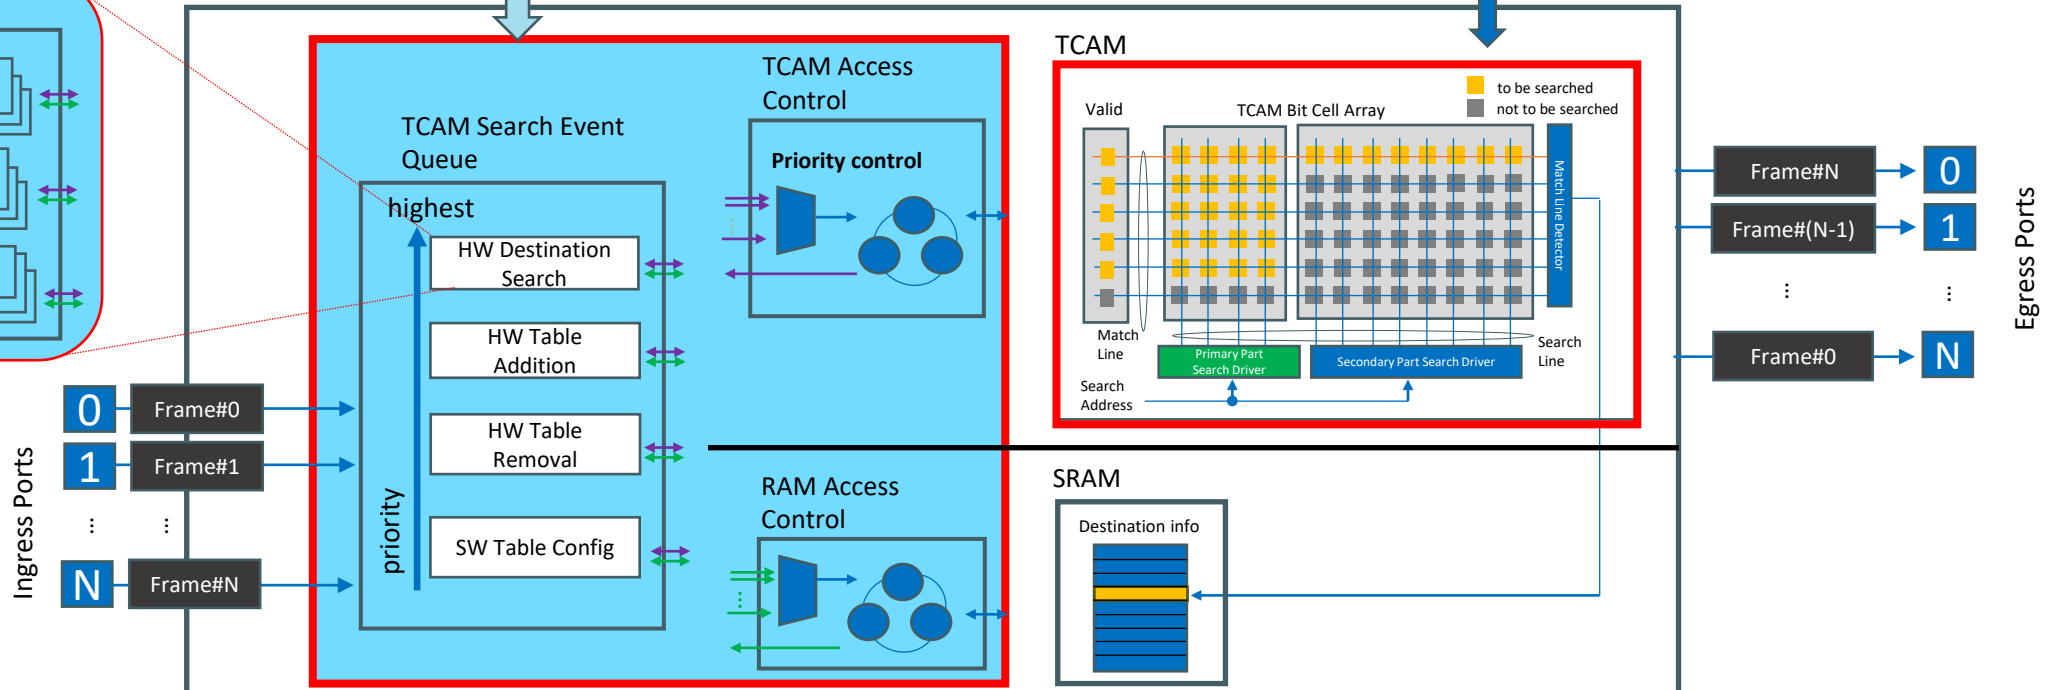 TCAM Access
Control
Priority control
TCAM Search Event
Queue
highest
priority
HW Destination
Search
HW Table
Addition
HW Table
Removal
SW Table Config
RAM Access
Control
⋮
⋮
Ingress Ports
0
Frame#0
1
Frame#1
⋮
⋮
N
Frame#N
TCAM
to be searched
not to be searched
Valid
TCAM Bit Cell Array
Match Line Detector
Match
Line
Primary Part
Search Driver
Secondary Part Search Driver
Search
Line
Search
Address
SRAM
Destination info
Frame#N
0
Frame#(N-1)
1
⋮
⋮
Frame#0
N
Egress Ports